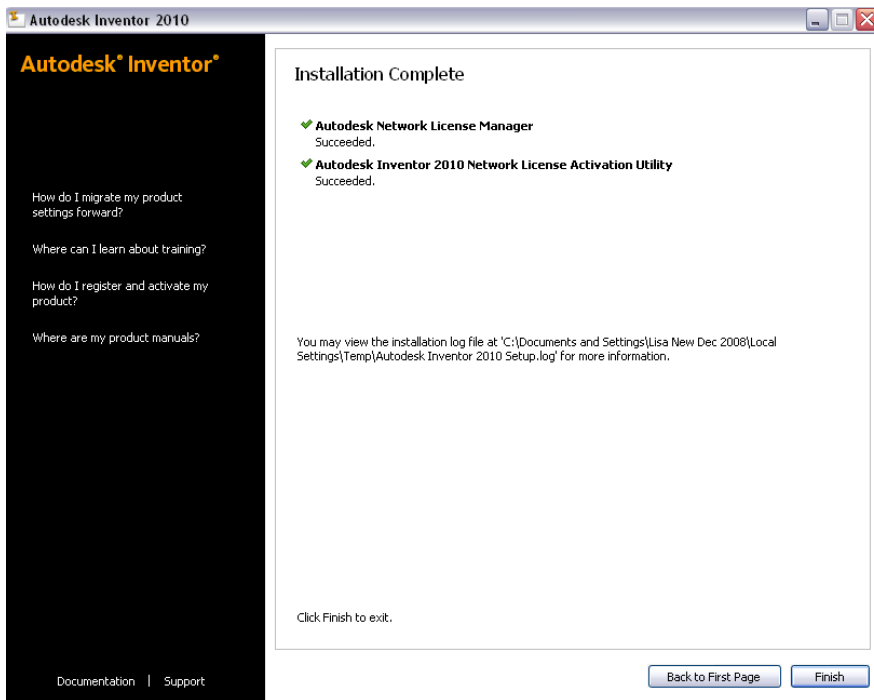 Autodesk Inventor 2010
Autodesk® Inventor®
How do I migrate my product
settings forward?
Where can I learn about training?
How do I register and activate my
product?
Where are my product manuals?
Documentation | Support
Installation Complete
Autodesk Network License Manager
Succeeded.
Autodesk Inventor 2010 Network License Activation Utility
Succeeded.
You may view the installation log file at 'C:\Documents and Settings\Lisa New Dec 2008\Local
Settings\Temp\Autodesk Inventor 2010 Setup.log' for more information.
Click Finish to exit.
Back to First Page
Finish